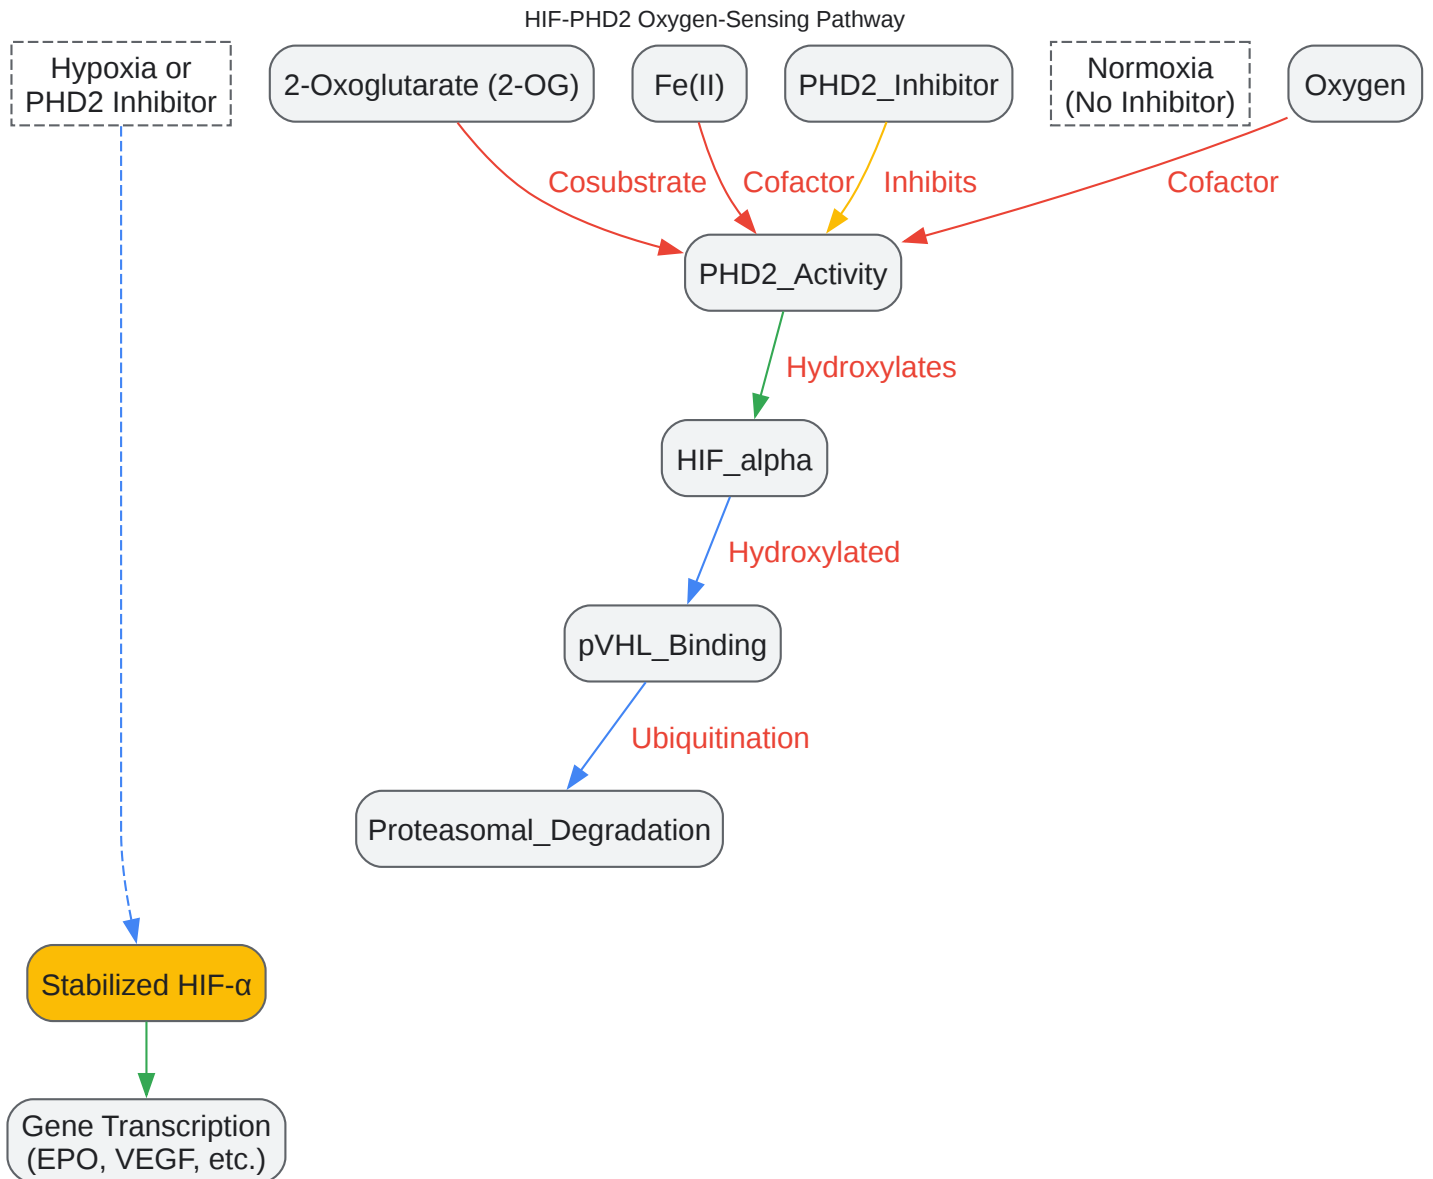 HIF-PHD2 Oxygen-Sensing Pathway
Hypoxia or
PHD2 Inhibitor
2-Oxoglutarate (2-OG)
Fe(II)
PHD2_Inhibitor
Normoxia
(No Inhibitor)
Oxygen
Cosubstrate
Cofactor
Inhibits
Cofactor
PHD2_Activity
Hydroxylates
HIF_alpha
Hydroxylated
pVHL_Binding
Ubiquitination
Proteasomal_Degradation
Stabilized HIF-α
Gene Transcription
(EPO, VEGF, etc.)